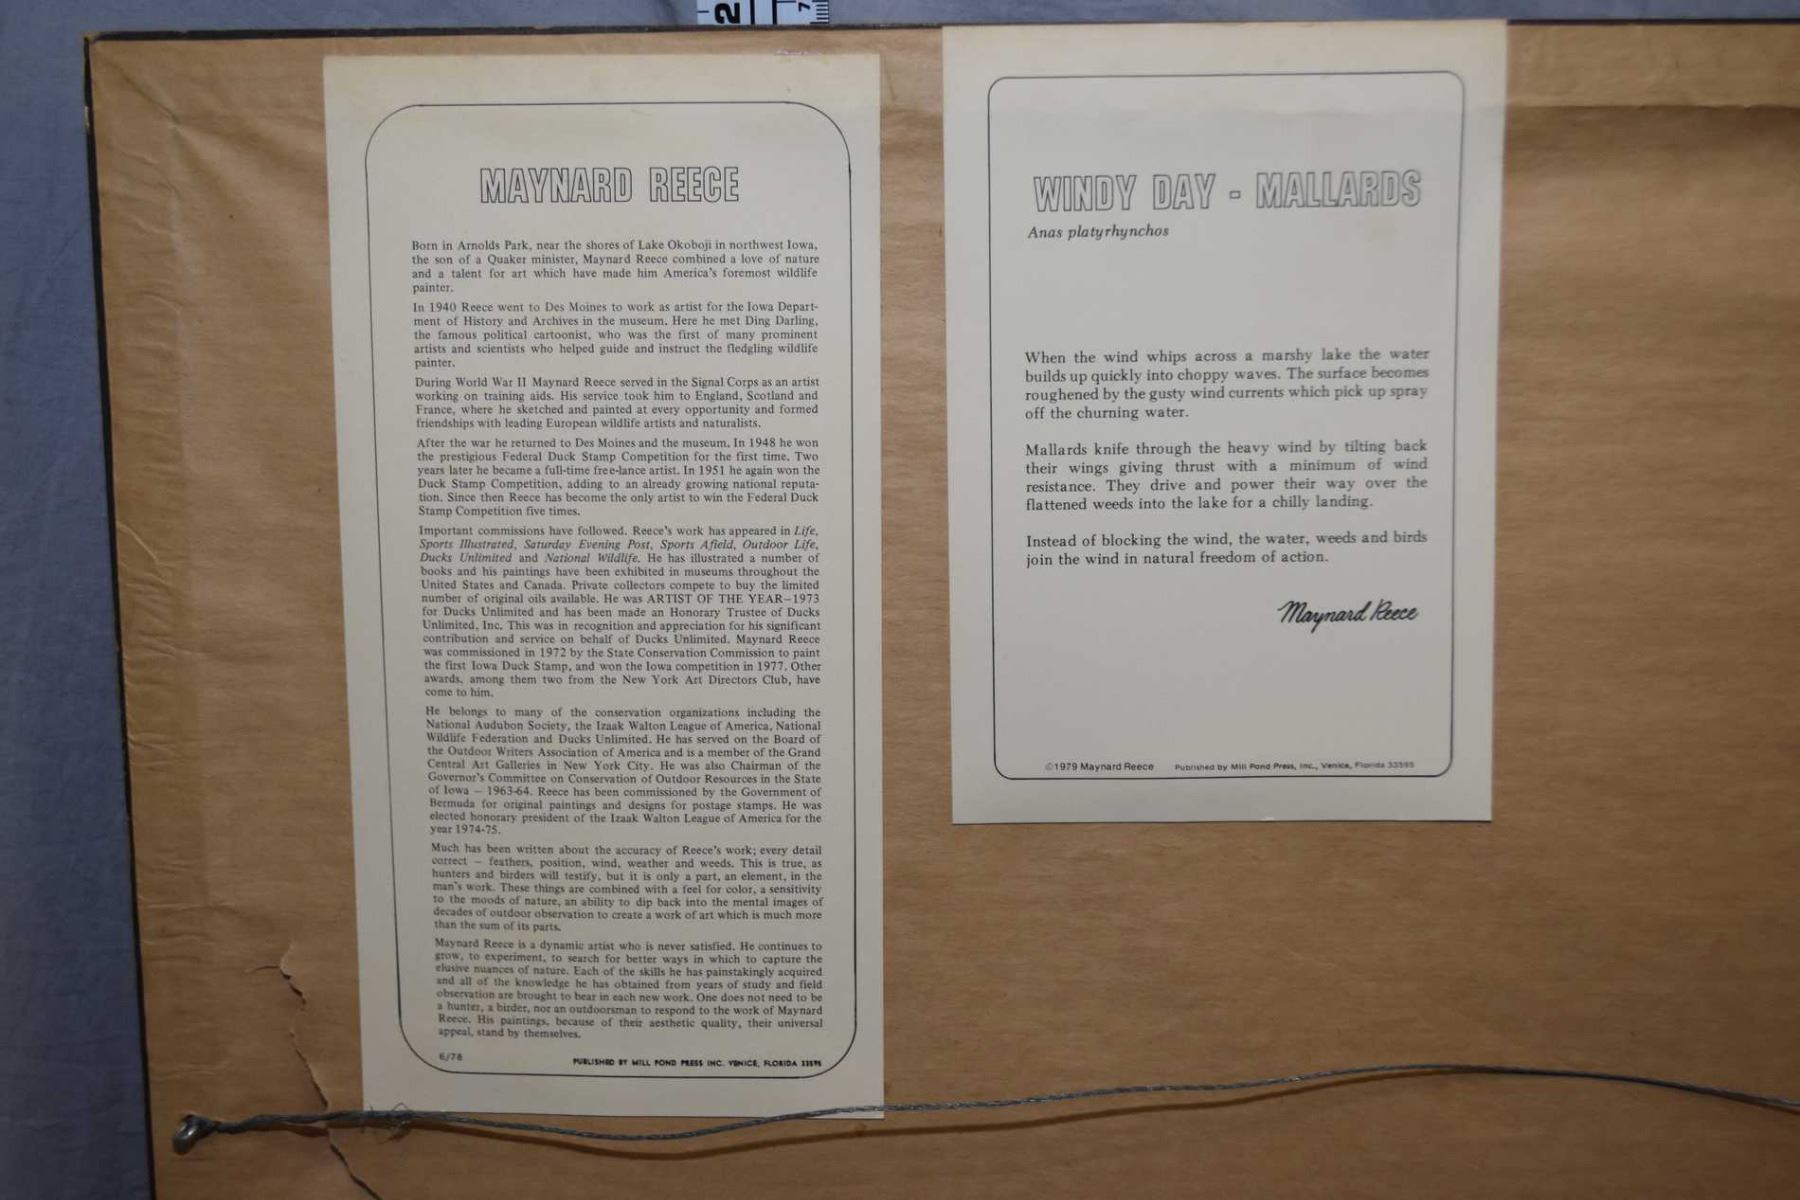 2
7
MAYNARD REECE
Born in Arnolds Park, near the shores of Lake Okoboji in northwest Iowa,
the son of a Quaker minister, Maynard Reece combined a love of nature
and a talent for art which have made him America's foremost wildlife
painter.
In 1940 Reece went to Des Moines to work as artist for the Iowa Depart-
ment of History and Archives in the museum. Here he met Ding Darling,
the famous political cartoonist, who was the first of many prominent
artists and scientists who helped guide and instruct the fledgling wildlife
painter.
During World War II Maynard Reece served in the Signal Corps as an artist
working on training aids. His service took him to England, Scotland and
France, where he sketched and painted at every opportunity and formed
friendships with leading European wildlife artists and naturalists.
After the war he returned to Des Moines and the museum. In 1948 he won
the prestigious Federal Duck Stamp Competition for the first time. Two
years later he became a full-time free-lance artist. In 1951 he again won the
Duck Stamp Competition, adding to an already growing national reputa-
tion. Since then Reece has become the only artist to win the Federal Duck
Stamp Competition five times.
Important commissions have followed. Reece's work has appeared in Life,
Sports Illustrated, Saturday Evening Post, Sports Afield, Outdoor Life,
Ducks Unlimited and National Wildlife. He has illustrated a number of
books and his paintings have been exhibited in museums throughout the
United States and Canada. Private collectors compete to buy the limited
number of original oils available. He was ARTIST OF THE YEAR–1973
for Ducks Unlimited and has been made an Honorary Trustee of Ducks
Unlimited, Inc. This was in recognition and appreciation for his significant
contribution and service on behalf of Ducks Unlimited. Maynard Reece
was commissioned in 1972 by the State Conservation Commission to paint
the first Iowa Duck Stamp, and won the Iowa competition in 1977. Other
awards, among them two from the New York Art Directors Club, have
come to him.
He belongs to many of the conservation organizations including the
National Audubon Society, the Izaak Walton League of America, National
Wildlife Federation and Ducks Unlimited. He has served on the Board of
the Outdoor Writers Association of America and is a member of the Grand
Central Art Galleries in New York City. He was also Chairman of the
Governor's Committee on Conservation of Outdoor Resources in the State
of Iowa – 1963-64. Reece has been commissioned by the Government of
Bermuda for original paintings and designs for postage stamps. He was
elected honorary president of the Izaak Walton League of America for the
year 1974-75.
Much has been written about the accuracy of Reece's work; every detail
correct – feathers, position, wind, weather and weeds. This is true, as
hunters and birders will testify, but it is only a part, an element, in the
man's work. These things are combined with a feel for color, a sensitivity
to the moods of nature, an ability to dip back into the mental images of
decades of outdoor observation to create a work of art which is much more
than the sum of its parts.
Maynard Reece is a dynamic artist who is never satisfied. He continues to
grow, to experiment, to search for better ways in which to capture the
elusive nuances of nature. Each of the skills he has painstakingly acquired
and all of the knowledge he has obtained from years of study and field
observation are brought to bear in each new work. One does not need to be
a hunter, a birder, nor an outdoorsman to respond to the work of Maynard
Reece. His paintings, because of their aesthetic quality, their universal
appeal, stand by themselves.
6/78
PUBLISHED BY MILL POND PRESS INC. VENICE, FLORIDA 33595
WINDY DAY - MALLARDS
Anas platyrhynchos
When the wind whips across a marshy lake the water
builds up quickly into choppy waves. The surface becomes
roughened by the gusty wind currents which pick up spray
off the churning water.
Mallards knife through the heavy wind by tilting back
their wings giving thrust with a minimum of wind
resistance. They drive and power their way over the
flattened weeds into the lake for a chilly landing.
Instead of blocking the wind, the water, weeds and birds
join the wind in natural freedom of action.
Maynard Reece
©1979 Maynard Reece Published by Mill Pond Press, Inc., Venice, Florida 33595